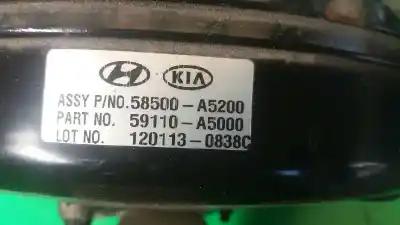 KIA
ASSY P/NO.58500-A5200
PART NO. 59110-A5000
LOT NO. 120113-0838C